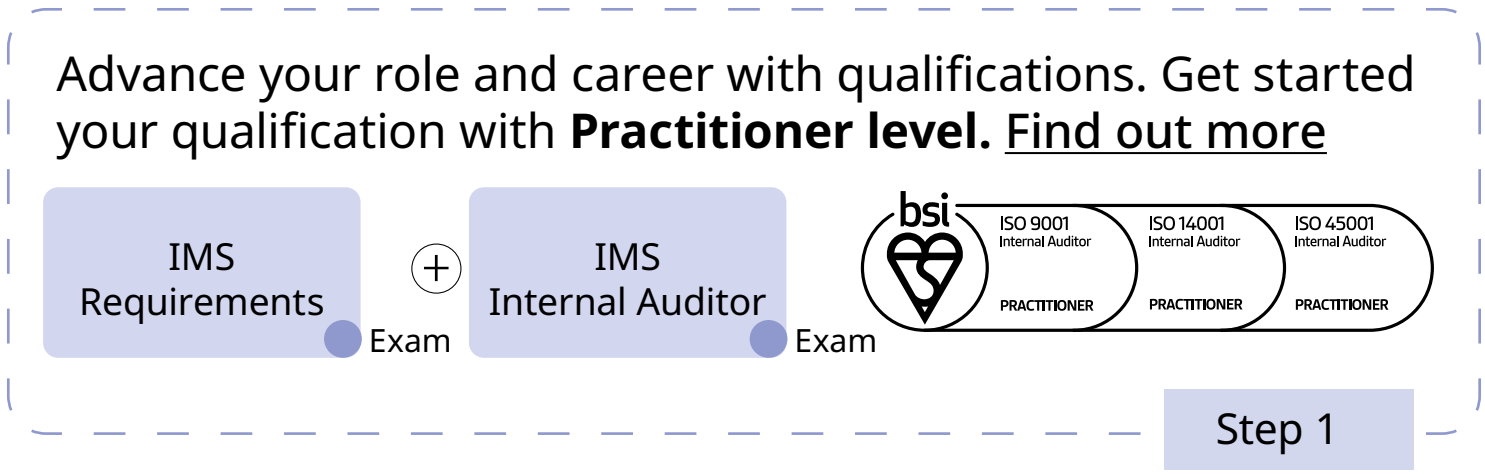 Advance your role and career with qualifications. Get started
your qualification with Practitioner level. Find out more
IMS
Requirements
Exam
+
IMS
Internal Auditor
Exam
bsi
ISO 9001
Internal Auditor
PRACTITIONER
ISO 14001
Internal Auditor
PRACTITIONER
ISO 45001
Internal Auditor
PRACTITIONER
Step 1